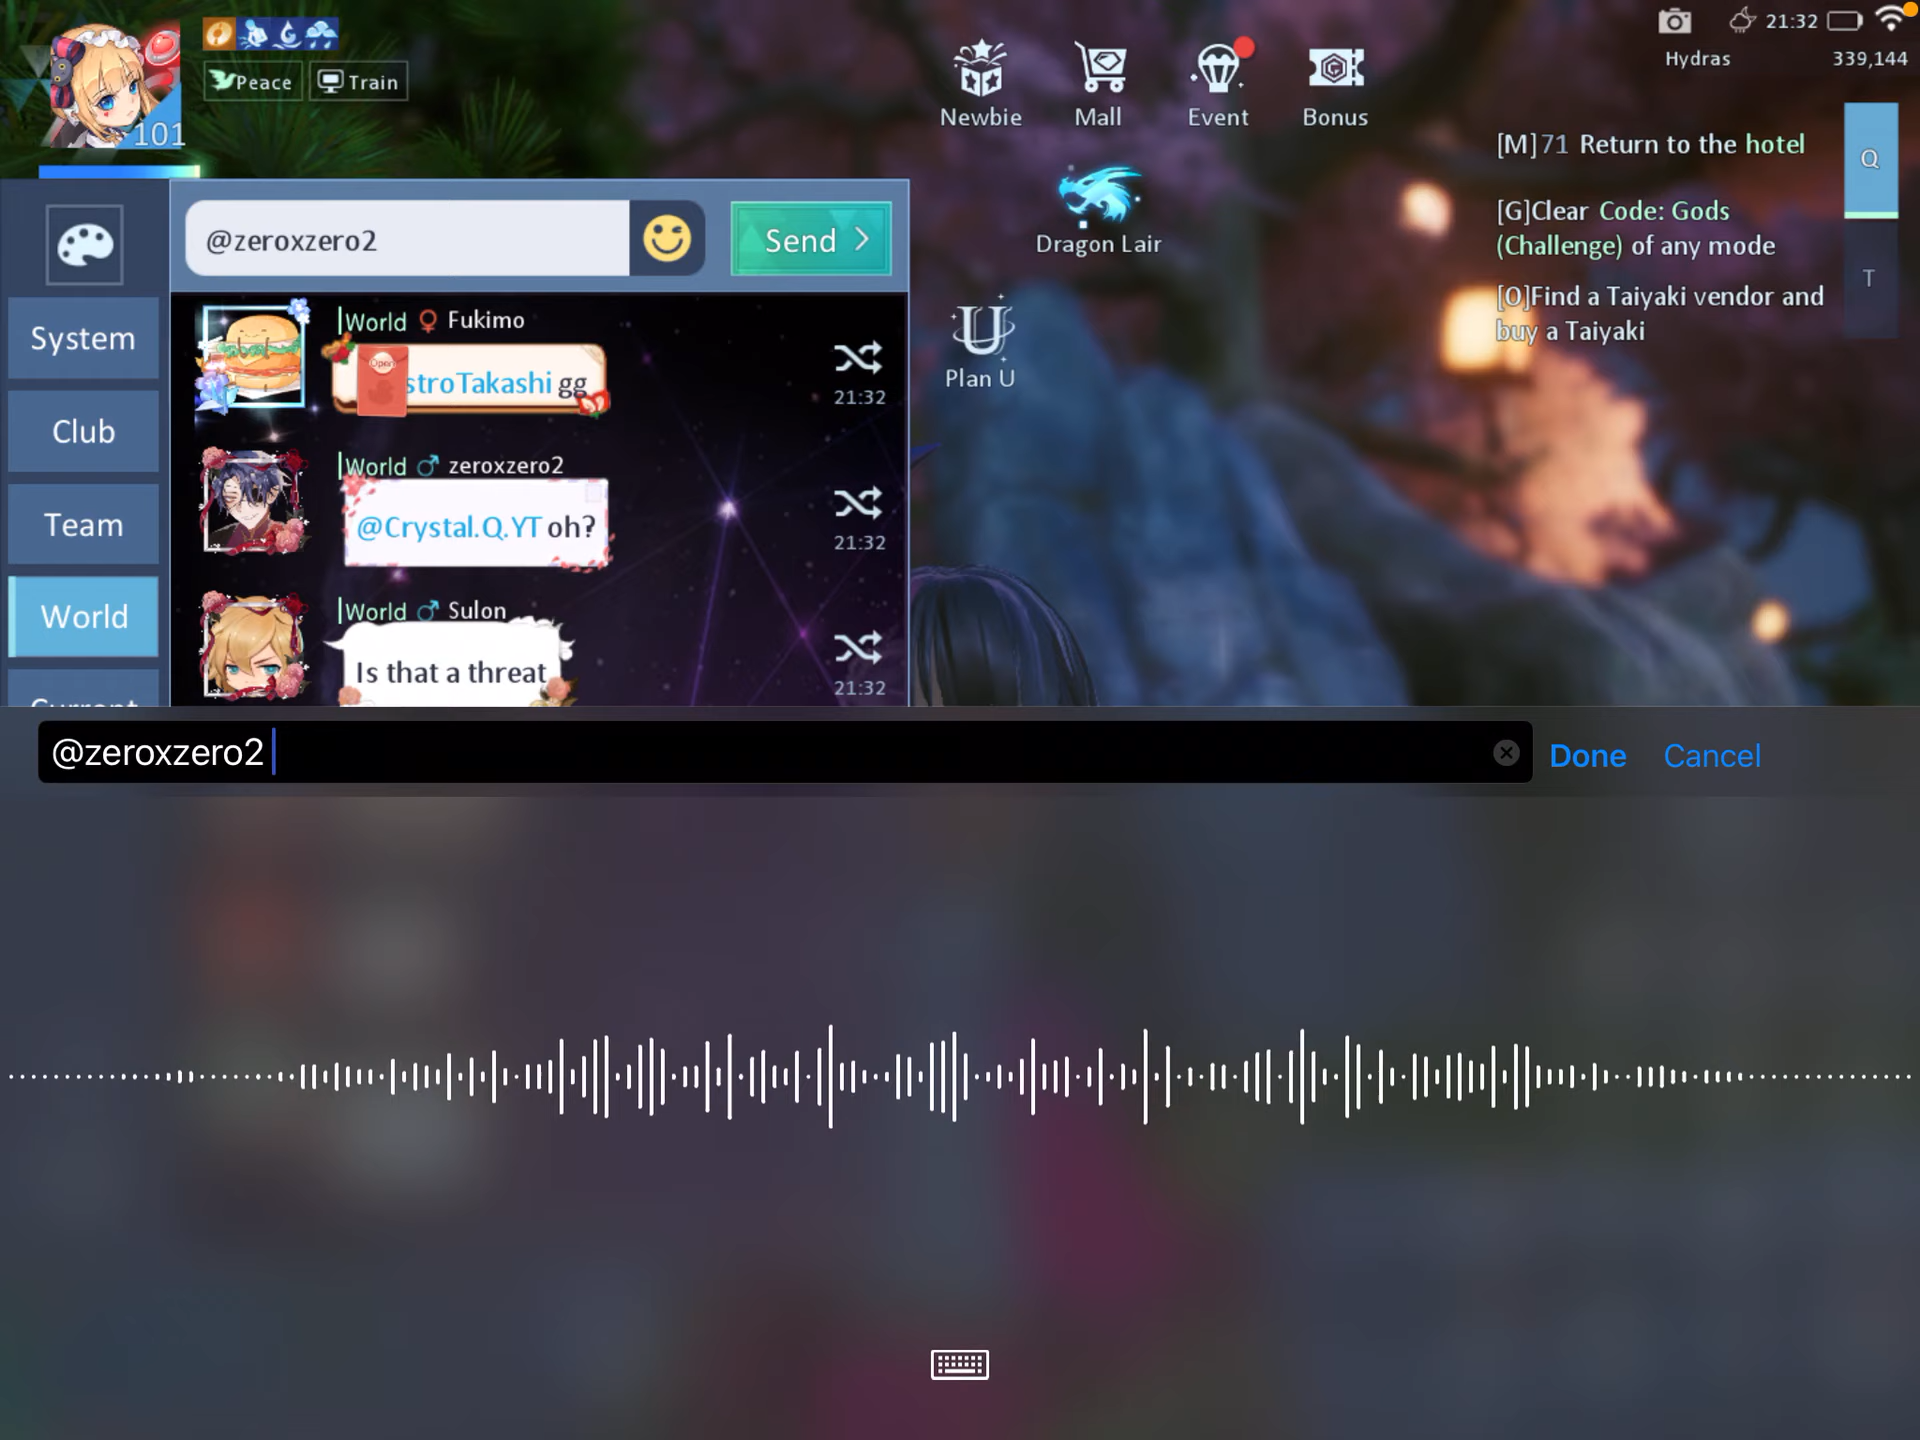 21:32
Hydras 339,144
101
Peace Train
Newbie Mall Event Bonus
Dragon Lair
Plan U
[M]71 Return to the hotel
[G]Clear Code: Gods
(Challenge) of any mode
[O]Find a Taiyaki vendor and
buy a Taiyaki
Q
T
@zeroxzero2
Send
System
Club
Team
World
World ♀ Fukimo
Open
stroTakashi gg
21:32
World ♂ zeroxzero2
@Crystal.Q.YT oh?
21:32
World ♂ Sulon
Is that a threat
21:32
@zeroxzero2
Done Cancel